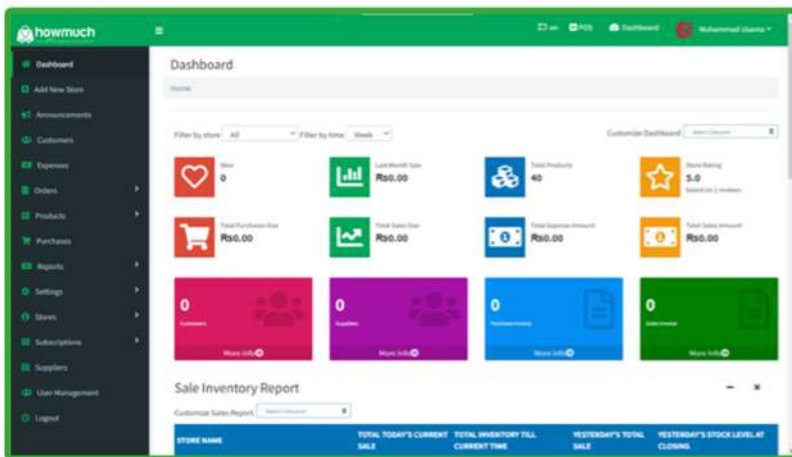 howmuch
en POS Dashboard Muhammad Usama
Dashboard
Home
Dashboard
Add New Store
Announcements
Customers
Expenses
Orders
Products
Purchases
Reports
Settings
Stores
Subscriptions
Suppliers
User Management
Logout
Filter by store All Filter by time Week Customize Dashboard
0
Last Month Sale
Rs0.00
Total Products
40
Store Rating
5.0
based on 2 reviews
Total Purchases Due
Rs0.00
Total Sales Due
Rs0.00
Total Expense Amount
Rs0.00
Total Sales Amount
Rs0.00
0
Customers
More info
0
Suppliers
More info
0
Purchase Invoice
More info
0
Sales Invoice
More info
Sale Inventory Report
Customize Sales Report
STORE NAME
TOTAL TODAY'S CURRENT
SALE
TOTAL INVENTORY TILL
CURRENT TIME
YESTERDAY'S TOTAL
SALE
YESTERDAY'S STOCK LEVEL AT
CLOSING